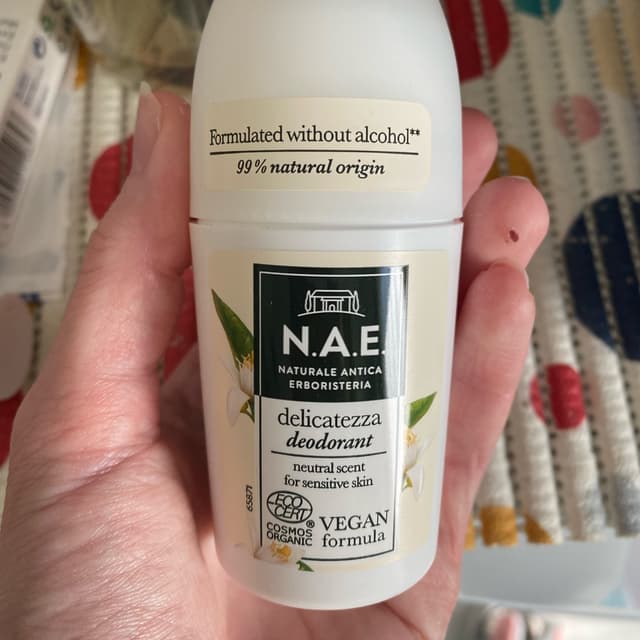 Formulated without alcohol**
99% natural origin
N.A.E.
NATURALE ANTICA
ERBORISTERIA
delicatezza
deodorant
neutral scent
for sensitive skin
65871
ECO
CERT®
COSMOS
ORGANIC
VEGAN
formula